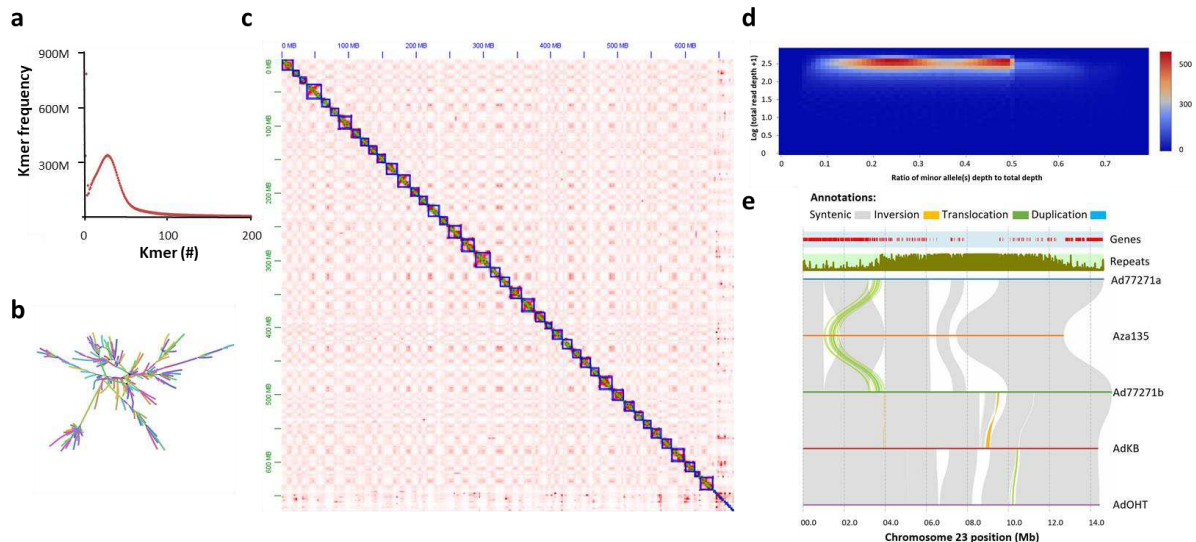 a
900M
600M
300M
Kmer frequency
0
100
200
Kmer (#)
b
c
0 MB
100 MB
200 MB
300 MB
400 MB
500 MB
600 MB
0 MB
100 MB
200 MB
300 MB
400 MB
500 MB
600 MB
d
Log (total read depth +1)
2.5
2.0
1.5
1.0
0.5
0
0
0.1
0.2
0.3
0.4
0.5
0.6
0.7
Ratio of minor allele(s) depth to total depth
500
300
0
e
Annotations:
Syntenic Inversion Translocation Duplication
Genes
Repeats
Ad77271a
Aza135
Ad77271b
AdKB
AdOHT
00.0 02.0 04.0 06.0 08.0 10.0 12.0 14.0
Chromosome 23 position (Mb)